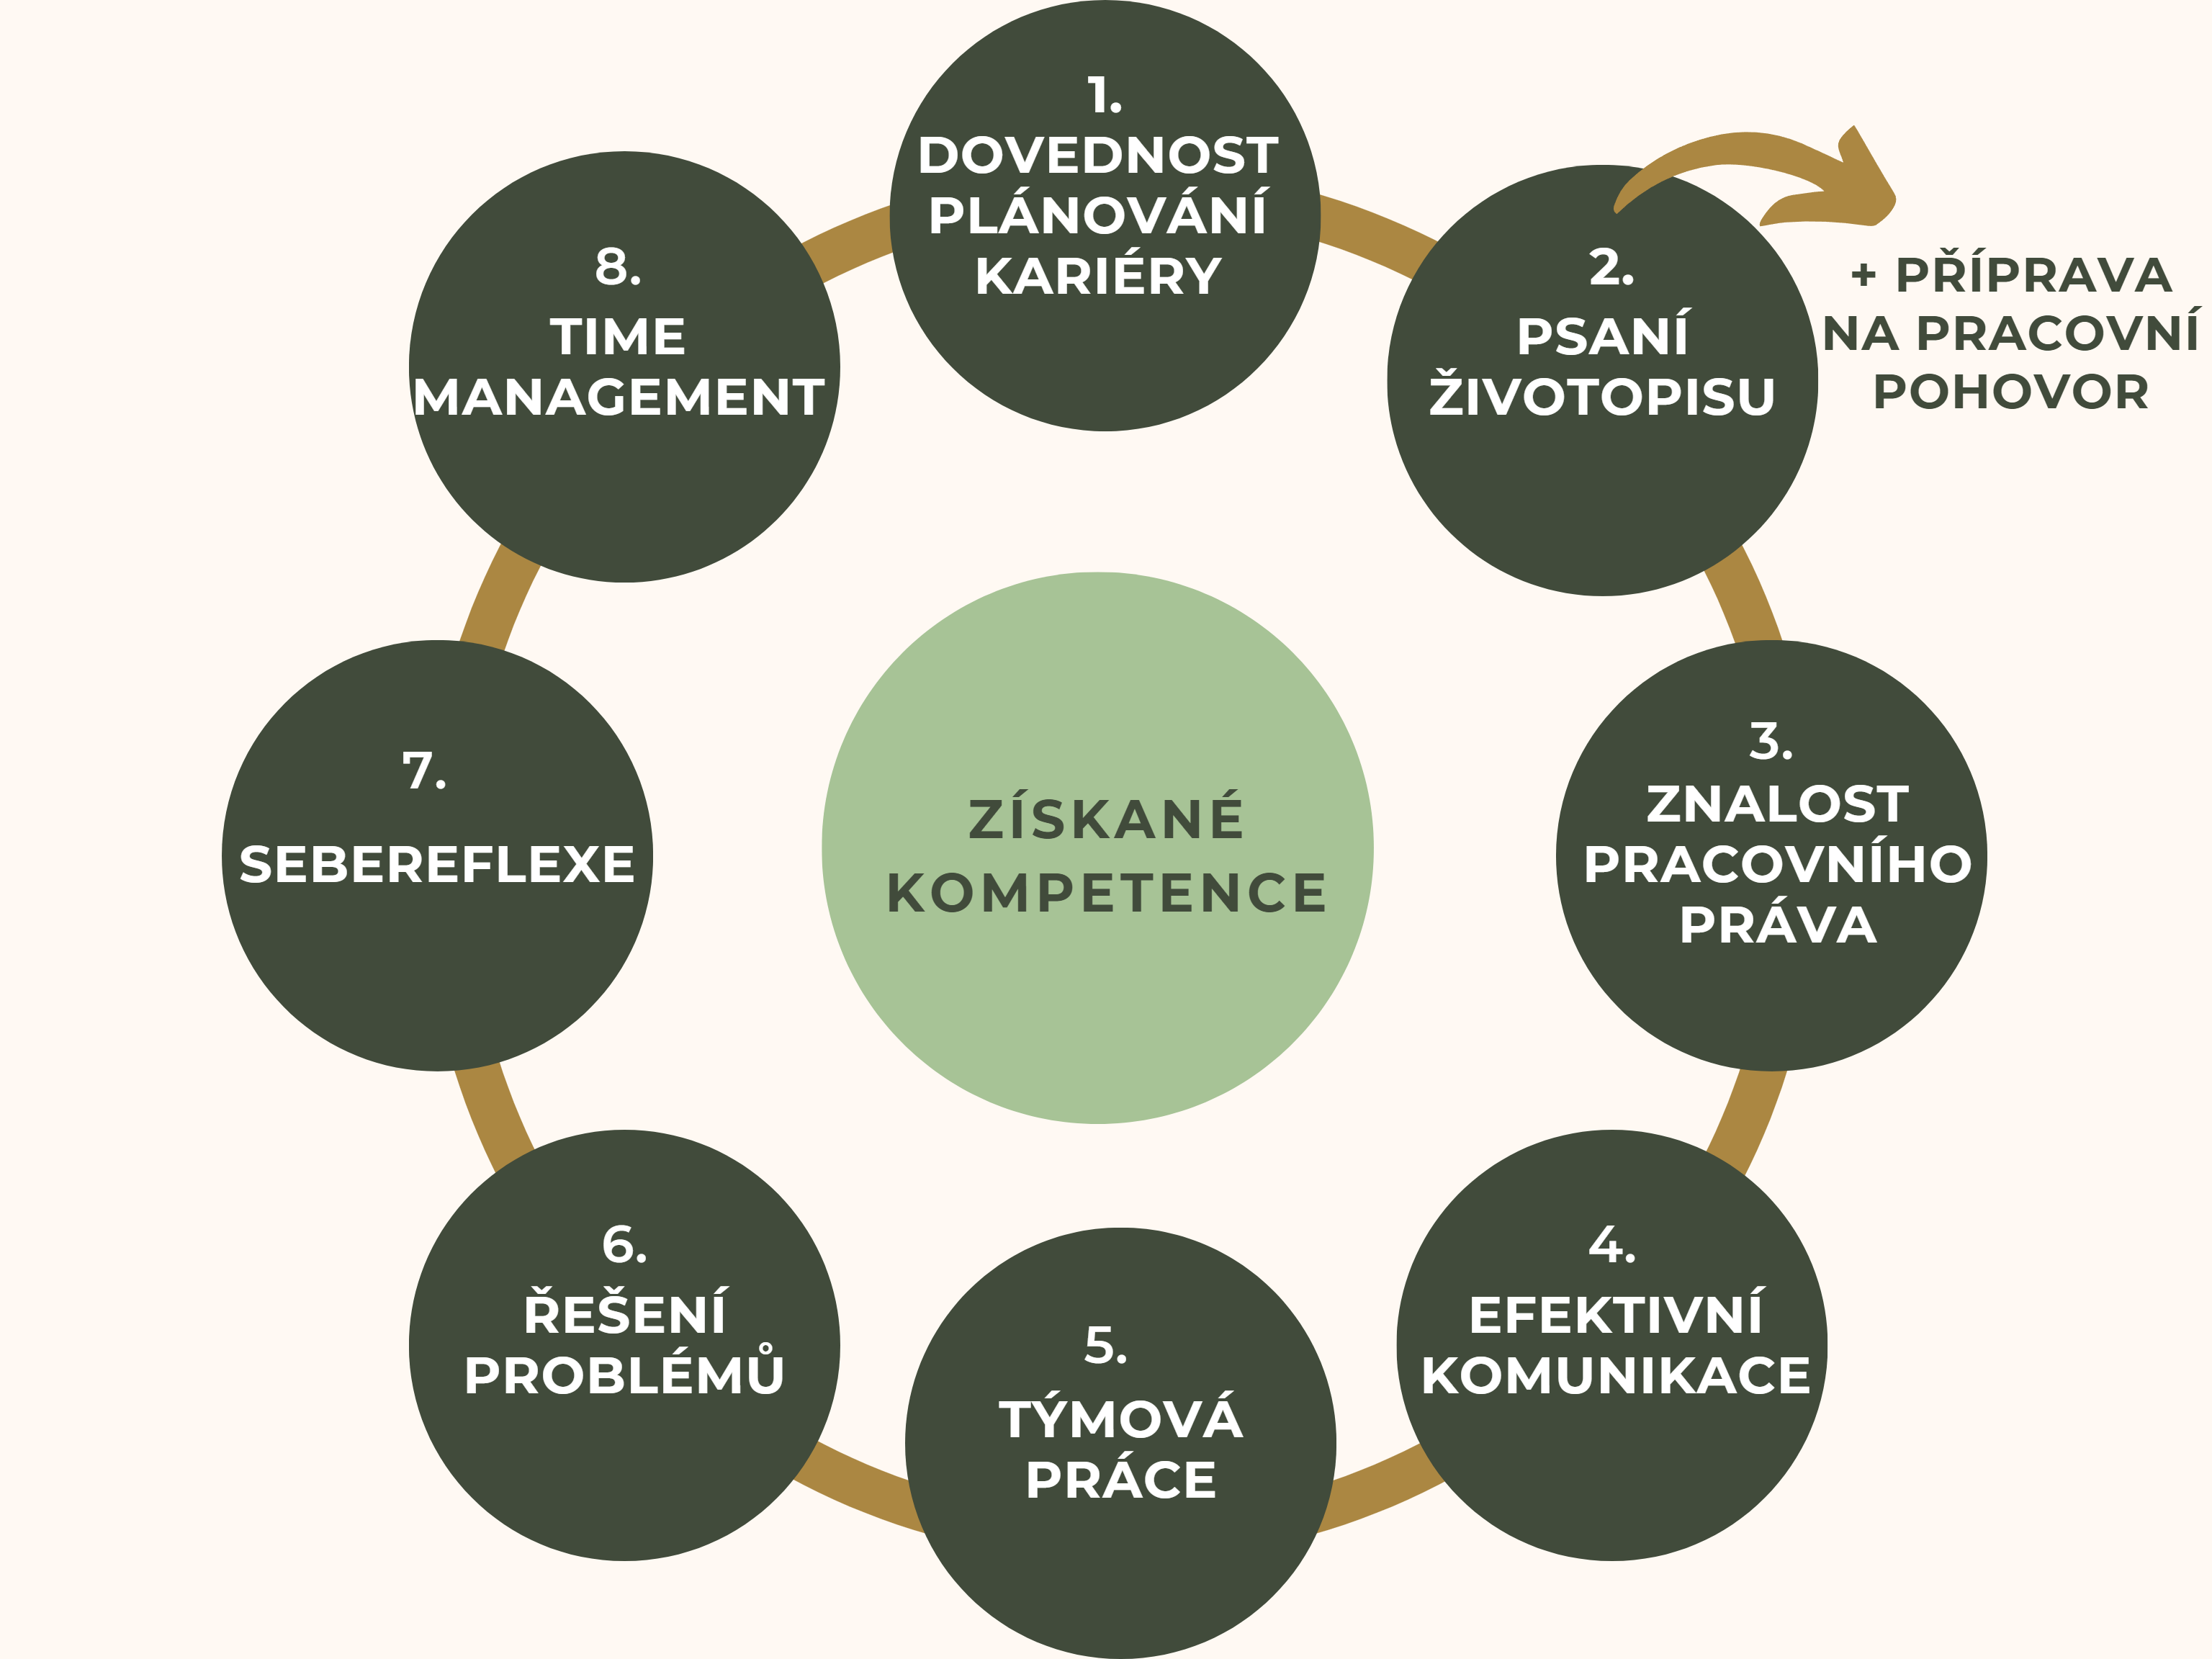 1.
DOVEDNOST
PLÁNOVÁNÍ
KARIÉRY
2.
PSANÍ
ŽIVOTOPISU
+ PŘÍPRAVA
NA PRACOVNÍ
POHOVOR
3.
ZNALOST
PRACOVNÍHO
PRÁVA
4.
EFEKTIVNÍ
KOMUNIKACE
5.
TÝMOVÁ
PRÁCE
6.
ŘEŠENÍ
PROBLÉMŮ
7.
SEBEREFLEXE
8.
TIME
MANAGEMENT
ZÍSKANÉ
KOMPETENCE